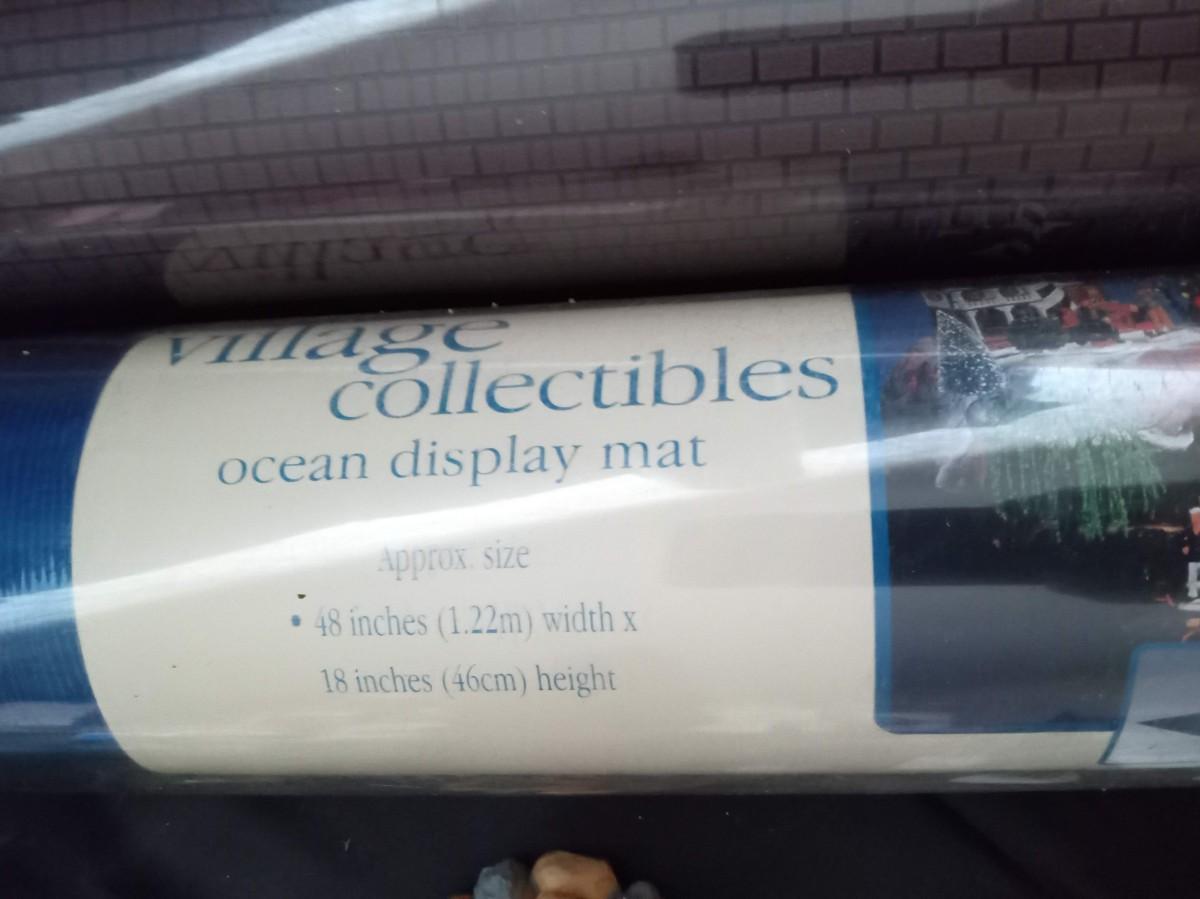 village
collectibles
ocean display mat
Approx. size
• 48 inches (1.22m) width x
18 inches (46cm) height